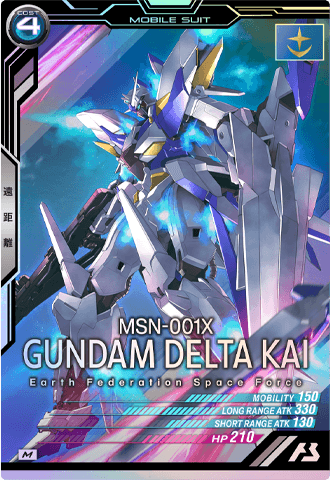 COST
4
MOBILE SUIT
遠距離
MSN-001X
GUNDAM DELTA KAI
Earth Federation Space Force
MOBILITY 150
LONG RANGE ATK 330
SHORT RANGE ATK 130
HP 210
M